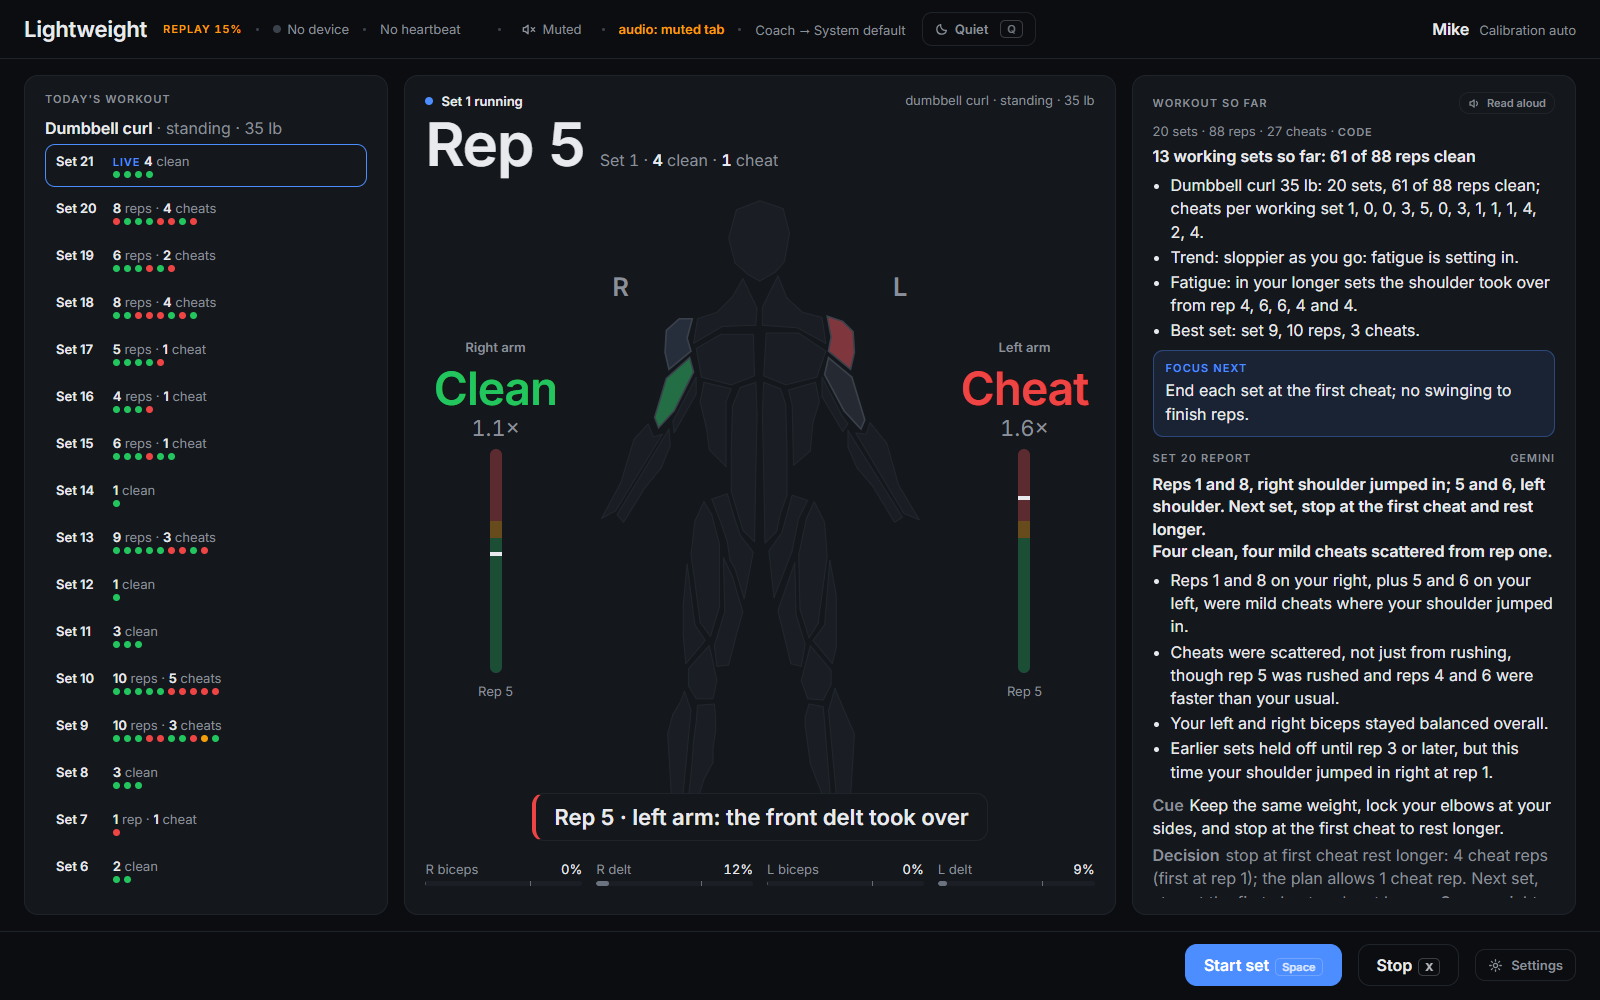 Lightweight REPLAY 15% · No device · No heartbeat · Muted · audio: muted tab · Coach → System default Quiet Q
Mike Calibration auto
TODAY'S WORKOUT
Dumbbell curl · standing · 35 lb
Set 21 LIVE 4 clean
Set 20 8 reps · 4 cheats
Set 19 6 reps · 2 cheats
Set 18 8 reps · 4 cheats
Set 17 5 reps · 1 cheat
Set 16 4 reps · 1 cheat
Set 15 6 reps · 1 cheat
Set 14 1 clean
Set 13 9 reps · 3 cheats
Set 12 1 clean
Set 11 3 clean
Set 10 10 reps · 5 cheats
Set 9 10 reps · 3 cheats
Set 8 3 clean
Set 7 1 rep · 1 cheat
Set 6 2 clean
Set 1 running
dumbbell curl · standing · 35 lb
Rep 5 Set 1 · 4 clean · 1 cheat
R
L
Right arm
Clean
1.1×
Rep 5
Left arm
Cheat
1.6×
Rep 5
Rep 5 · left arm: the front delt took over
R biceps 0% R delt 12% L biceps 0% L delt 9%
WORKOUT SO FAR
Read aloud
20 sets · 88 reps · 27 cheats · CODE
13 working sets so far: 61 of 88 reps clean
• Dumbbell curl 35 lb: 20 sets, 61 of 88 reps clean;
cheats per working set 1, 0, 0, 3, 5, 0, 3, 1, 1, 1, 4,
2, 4.
• Trend: sloppier as you go: fatigue is setting in.
• Fatigue: in your longer sets the shoulder took over
from rep 4, 6, 6, 4 and 4.
• Best set: set 9, 10 reps, 3 cheats.
FOCUS NEXT
End each set at the first cheat; no swinging to
finish reps.
SET 20 REPORT
GEMINI
Reps 1 and 8, right shoulder jumped in; 5 and 6, left
shoulder. Next set, stop at the first cheat and rest
longer.
Four clean, four mild cheats scattered from rep one.
• Reps 1 and 8 on your right, plus 5 and 6 on your
left, were mild cheats where your shoulder jumped
in.
• Cheats were scattered, not just from rushing,
though rep 5 was rushed and reps 4 and 6 were
faster than your usual.
• Your left and right biceps stayed balanced overall.
• Earlier sets held off until rep 3 or later, but this
time your shoulder jumped in right at rep 1.
Cue Keep the same weight, lock your elbows at your
sides, and stop at the first cheat to rest longer.
Decision stop at first cheat rest longer: 4 cheat reps
(first at rep 1); the plan allows 1 cheat rep. Next set,
Start set Space
Stop X
Settings